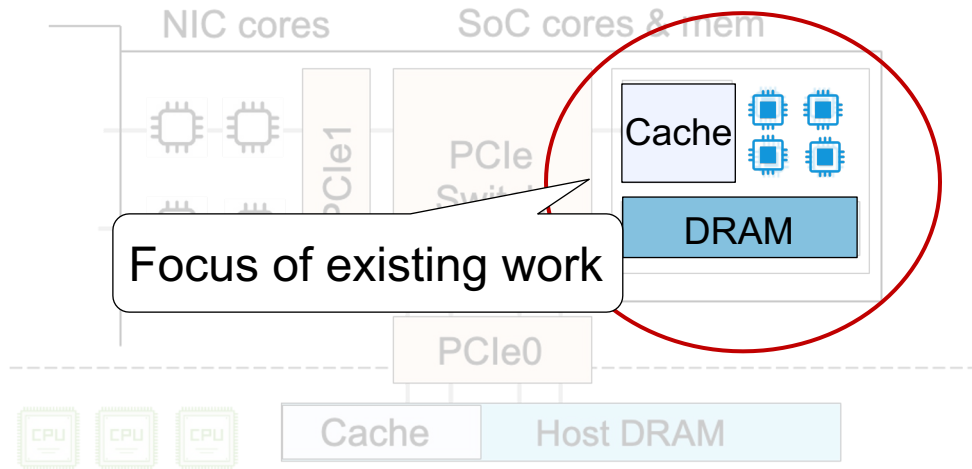 NIC cores
SoC cores & mem
Cache
PCIe1
PCIe
Switch
DRAM
Focus of existing work
PCIe0
CPU
CPU
CPU
Cache
Host DRAM